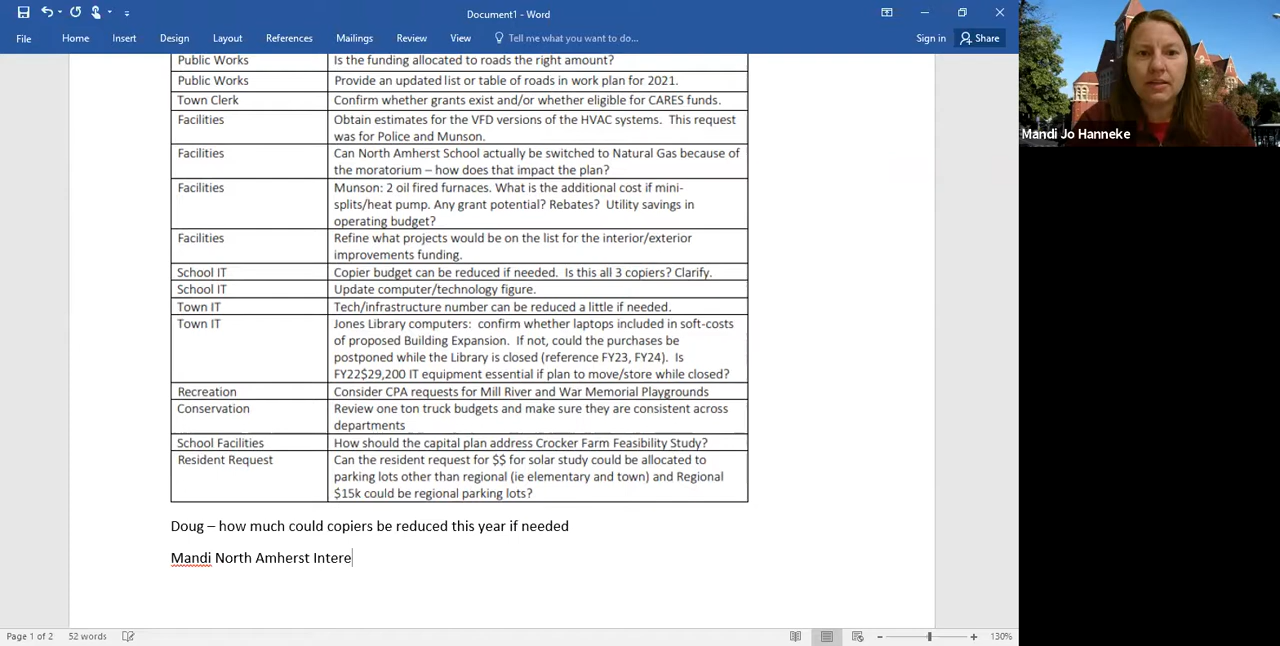 Document1 - Word
File Home Insert Design Layout References Mailings Review View Tell me what you want to do... Sign in Share
Public Works Is the funding allocated to roads the right amount?
Public Works Provide an updated list or table of roads in work plan for 2021.
Town Clerk Confirm whether grants exist and/or whether eligible for CARES funds.
Facilities Obtain estimates for the VFD versions of the HVAC systems. This request
was for Police and Munson.
Facilities Can North Amherst School actually be switched to Natural Gas because of
the moratorium – how does that impact the plan?
Facilities Munson: 2 oil fired furnaces. What is the additional cost if mini-
splits/heat pump. Any grant potential? Rebates? Utility savings in
operating budget?
Facilities Refine what projects would be on the list for the interior/exterior
improvements funding.
School IT Copier budget can be reduced if needed. Is this all 3 copiers? Clarify.
School IT Update computer/technology figure.
Town IT Tech/infrastructure number can be reduced a little if needed.
Town IT Jones Library computers: confirm whether laptops included in soft-costs
of proposed Building Expansion. If not, could the purchases be
postponed while the Library is closed (reference FY23, FY24). Is
FY22$29,200 IT equipment essential if plan to move/store while closed?
Recreation Consider CPA requests for Mill River and War Memorial Playgrounds
Conservation Review one ton truck budgets and make sure they are consistent across
departments
School Facilities How should the capital plan address Crocker Farm Feasibility Study?
Resident Request Can the resident request for $$ for solar study could be allocated to
parking lots other than regional (ie elementary and town) and Regional
$15k could be regional parking lots?
Doug – how much could copiers be reduced this year if needed
Mandi North Amherst Intere
Page 1 of 2 52 words 130%
Mandi Jo Hanneke